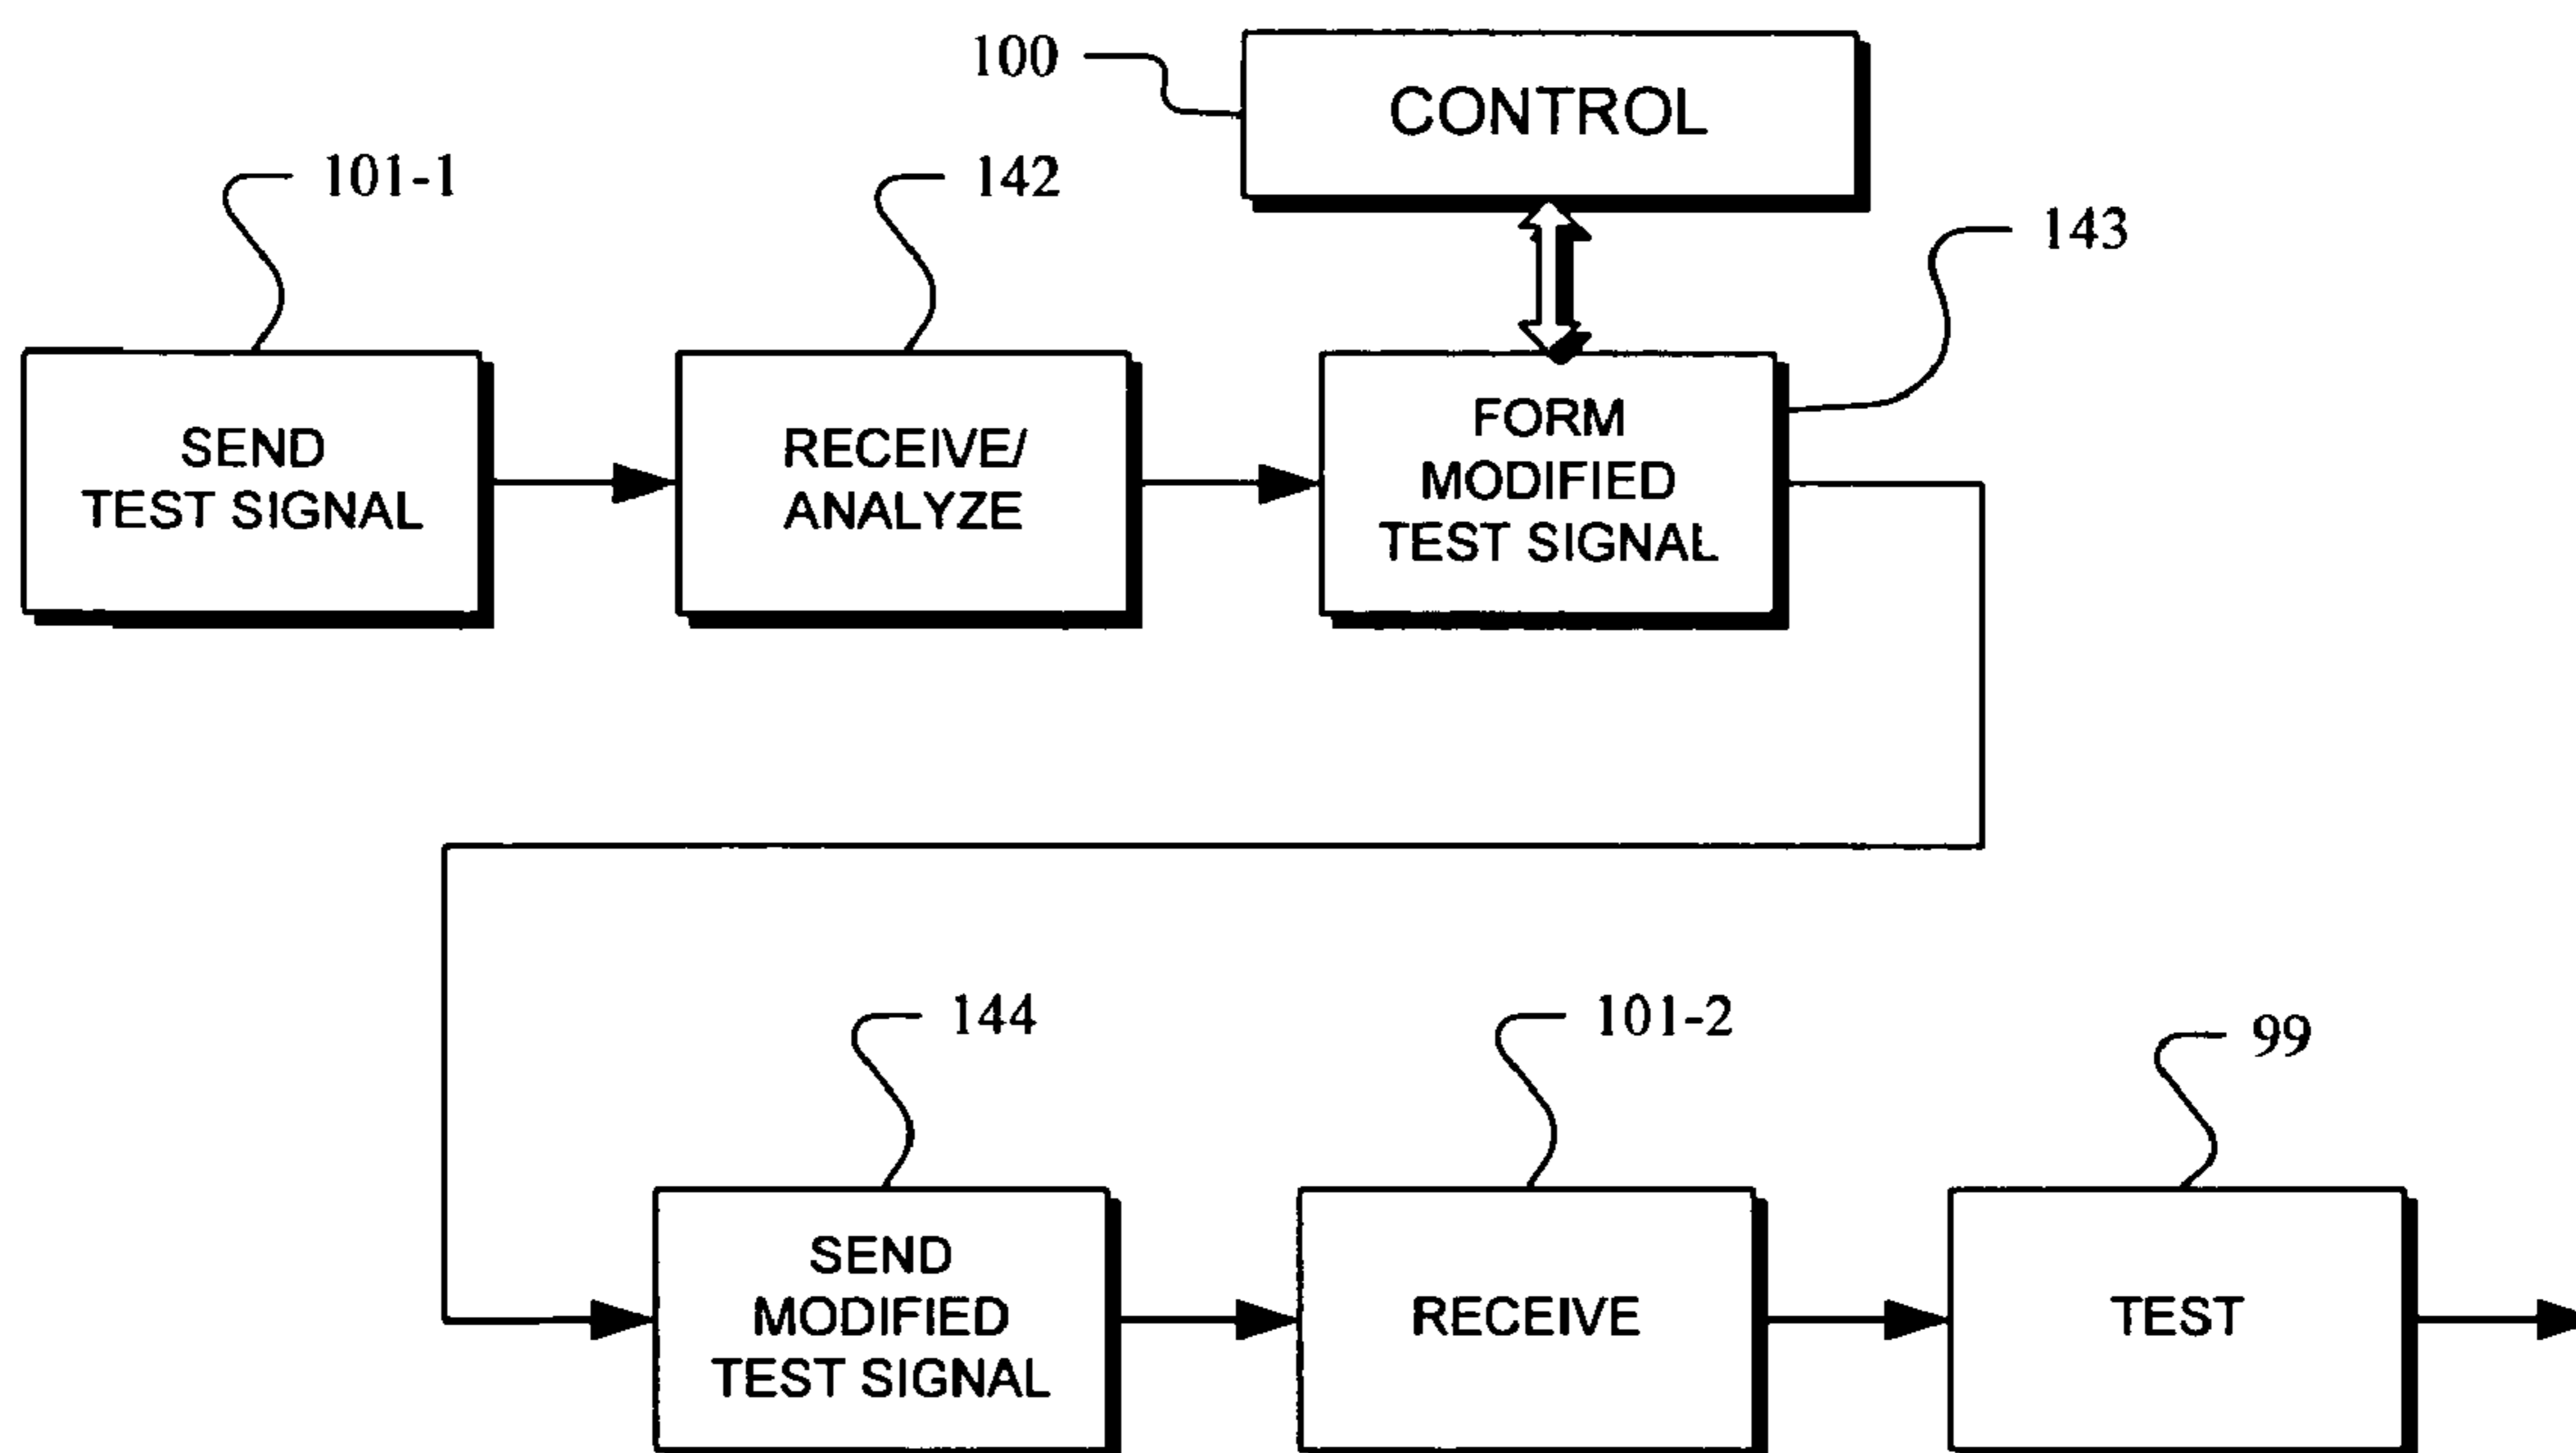 100
CONTROL
101-1
142
143
SEND
TEST SIGNAL
RECEIVE/
ANALYZE
FORM
MODIFIED
TEST SIGNAL
144
101-2
99
SEND
MODIFIED
TEST SIGNAL
RECEIVE
TEST